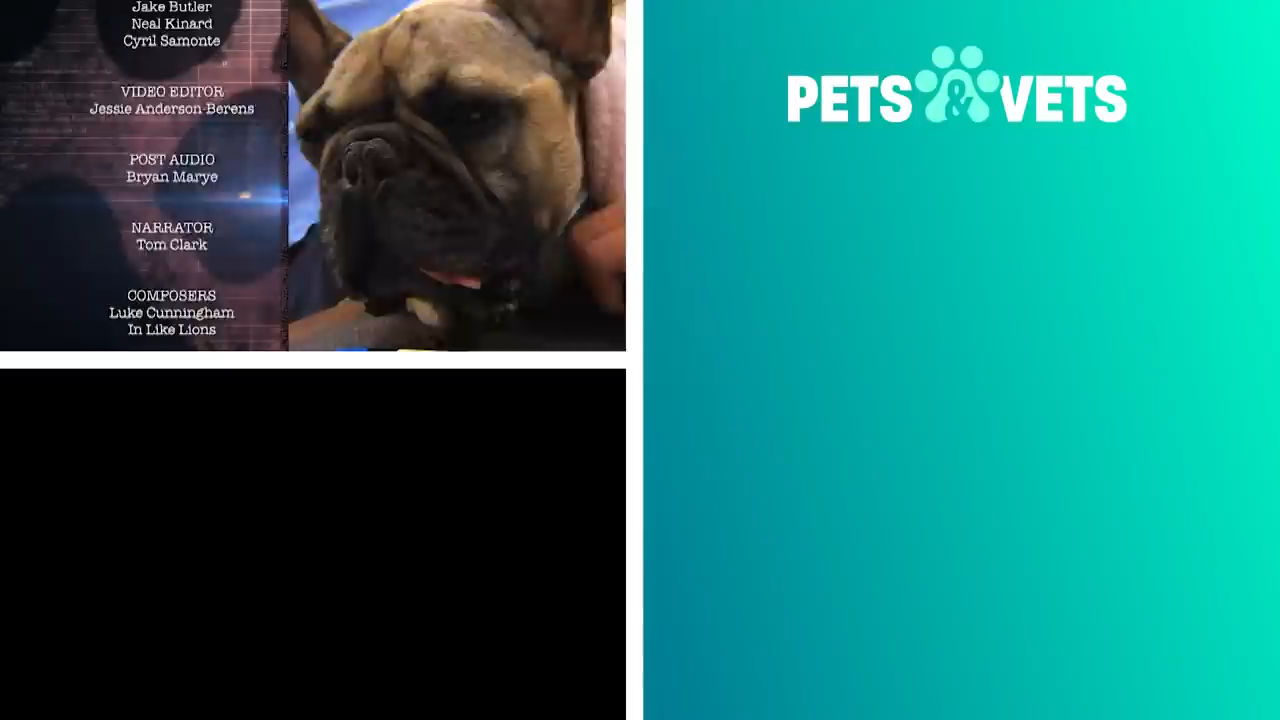 Jake Butler
Neal Kinard
Cyril Samonte
VIDEO EDITOR
Jessie Anderson-Berens
POST AUDIO
Bryan Marye
NARRATOR
Tom Clark
COMPOSERS
Luke Cunningham
In Like Lions
PETS & VETS